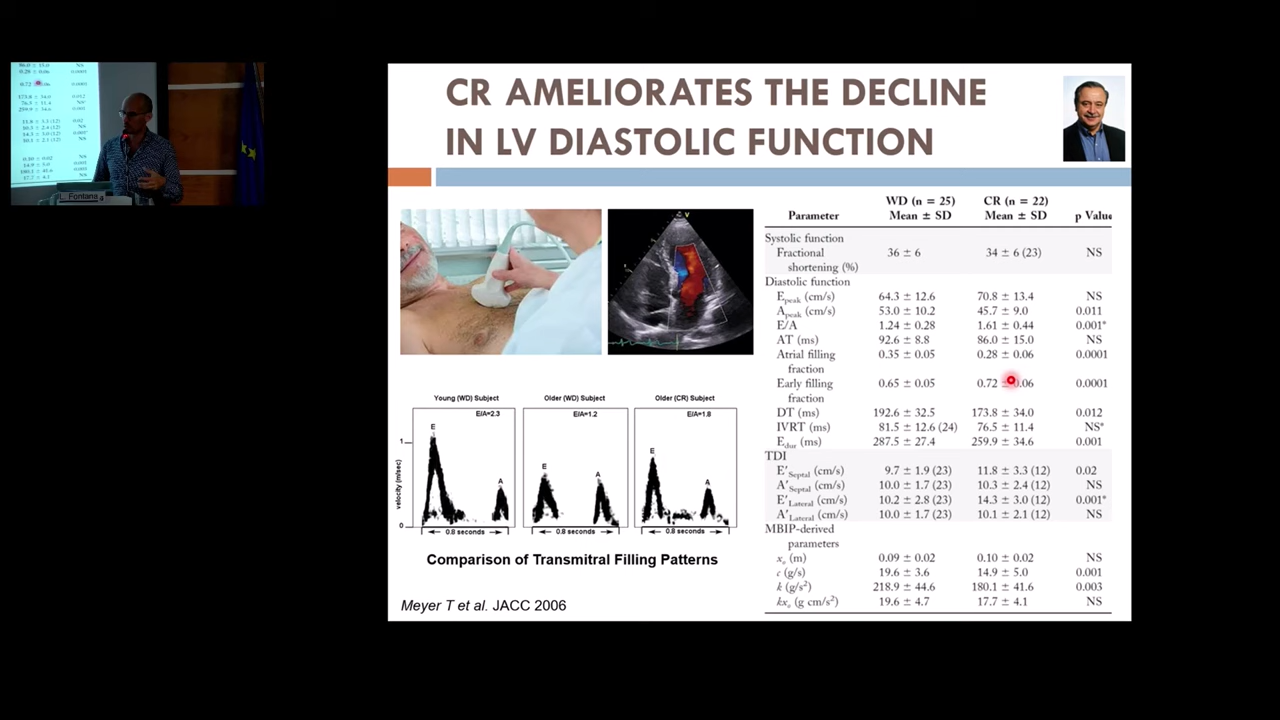 CR AMELIORATES THE DECLINE
IN LV DIASTOLIC FUNCTION
L. Fontana
V
Young (WD) Subject
E/A=2.3
E
A
Older (WD) Subject
E/A=1.2
E
A
Older (CR) Subject
E/A=1.8
E
A
velocity (m/sec)
1
0
0.8 seconds
0.8 seconds
0.8 seconds
Comparison of Transmitral Filling Patterns
Meyer T et al. JACC 2006
WD (n = 25) CR (n = 22)
Parameter Mean ± SD Mean ± SD p Value
Systolic function
Fractional 36 ± 6 34 ± 6 (23) NS
shortening (%)
Diastolic function
Epeak (cm/s) 64.3 ± 12.6 70.8 ± 13.4 NS
Apeak (cm/s) 53.0 ± 10.2 45.7 ± 9.0 0.011
E/A 1.24 ± 0.28 1.61 ± 0.44 0.001*
AT (ms) 92.6 ± 8.8 86.0 ± 15.0 NS
Atrial filling 0.35 ± 0.05 0.28 ± 0.06 0.0001
fraction
Early filling 0.65 ± 0.05 0.72 ± 0.06 0.0001
fraction
DT (ms) 192.6 ± 32.5 173.8 ± 34.0 0.012
IVRT (ms) 81.5 ± 12.6 (24) 76.5 ± 11.4 NS*
Edur (ms) 287.5 ± 27.4 259.9 ± 34.6 0.001
TDI
E'Septal (cm/s) 9.7 ± 1.9 (23) 11.8 ± 3.3 (12) 0.02
A'Septal (cm/s) 10.0 ± 1.7 (23) 10.3 ± 2.4 (12) NS
E'Lateral (cm/s) 10.2 ± 2.8 (23) 14.3 ± 3.0 (12) 0.001*
A'Lateral (cm/s) 10.0 ± 1.7 (23) 10.1 ± 2.1 (12) NS
MBIP-derived
parameters
xo (m) 0.09 ± 0.02 0.10 ± 0.02 NS
c (g/s) 19.6 ± 3.6 14.9 ± 5.0 0.001
k (g/s²) 218.9 ± 44.6 180.1 ± 41.6 0.003
kxo (g cm/s²) 19.6 ± 4.7 17.7 ± 4.1 NS